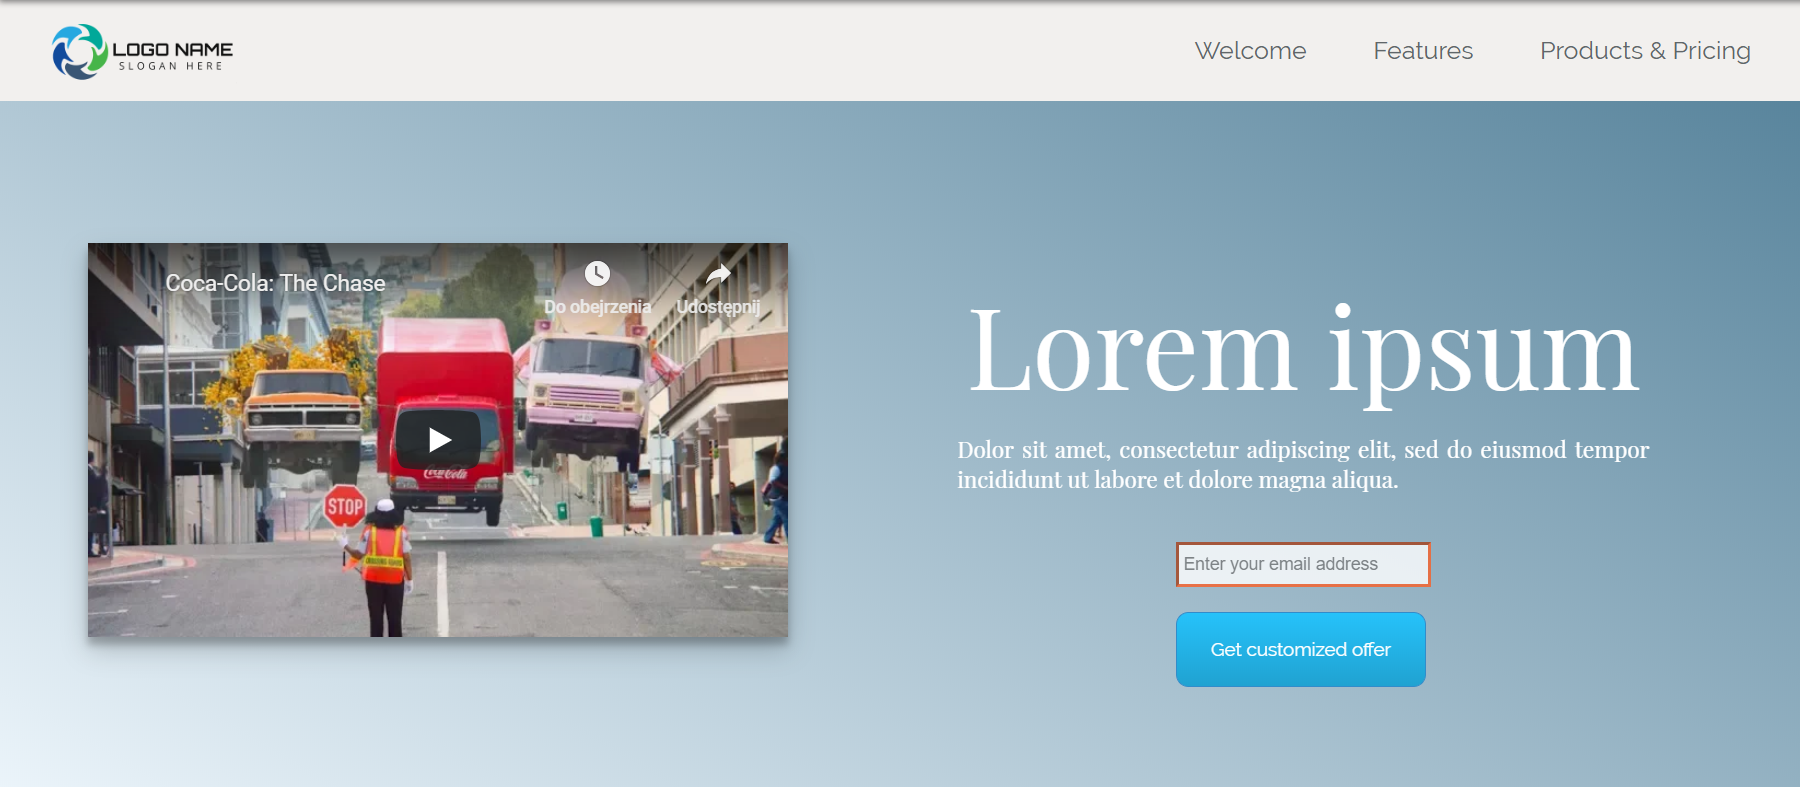 LOGO NAME
SLOGAN HERE
Welcome
Features
Products & Pricing
Coca-Cola: The Chase
Do obejrzenia
Udostępnij
Coca-Cola
STOP
Lorem ipsum
Dolor sit amet, consectetur adipiscing elit, sed do eiusmod tempor
incididunt ut labore et dolore magna aliqua.
Enter your email address
Get customized offer